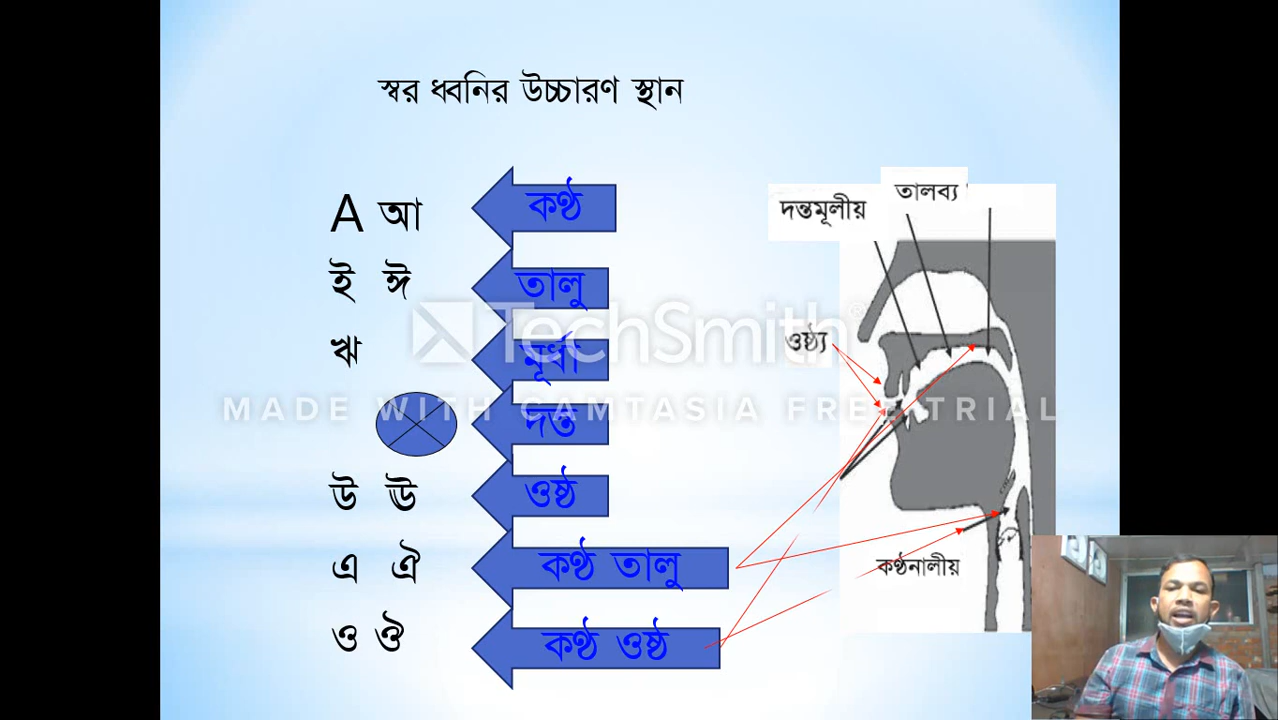 স্বর ধ্বনির উচ্চারণ স্থান
A আ কণ্ঠ
ই ঈ তালু
ঋ মূর্ধা
দন্ত
উ ঊ ওষ্ঠ
এ ঐ কণ্ঠ তালু
ও ঔ কণ্ঠ ওষ্ঠ
দন্তমূলীয়
তালব্য
ওষ্ঠ্য
কণ্ঠনালীয়
TechSmith®
MADE WITH CAMTASIA FREE TRIAL